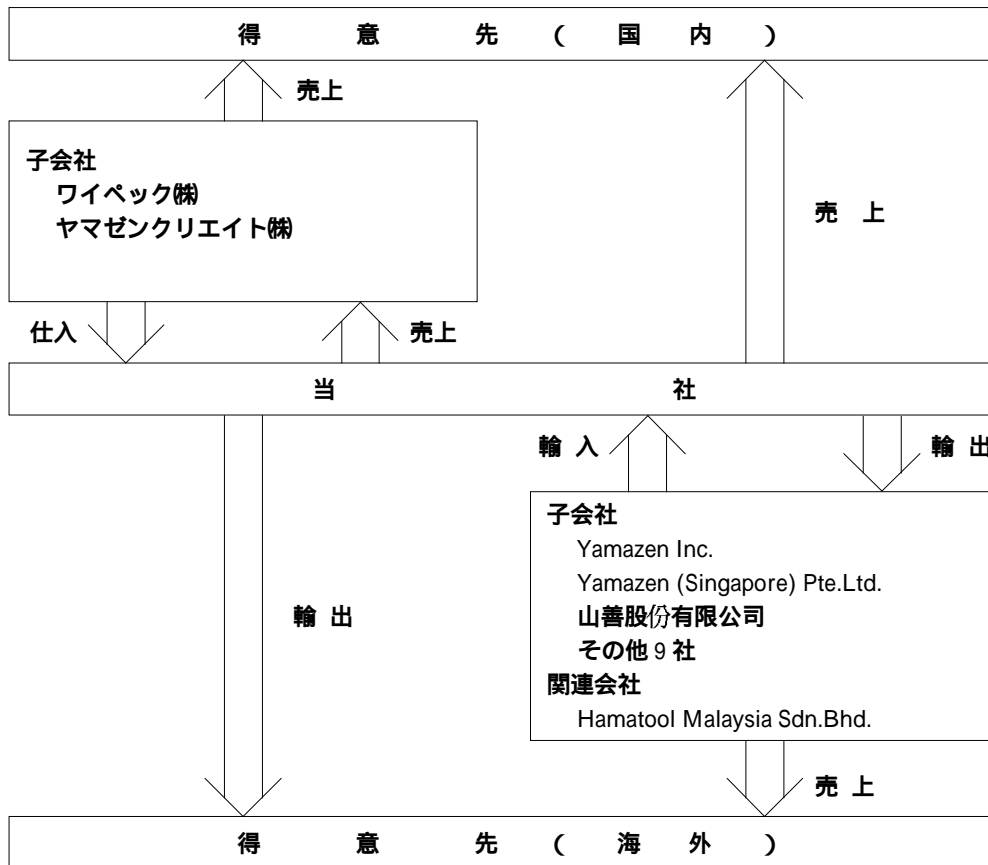 得意先(国内)
売上
子会社
ワイペック㈱
ヤマゼンクリエイト㈱
売上
仕入
売上
当社
輸入
輸出
子会社
Yamazen Inc.
Yamazen (Singapore) Pte.Ltd.
山善股份有限公司
その他9社
関連会社
Hamatool Malaysia Sdn.Bhd.
輸出
売上
得意先(海外)